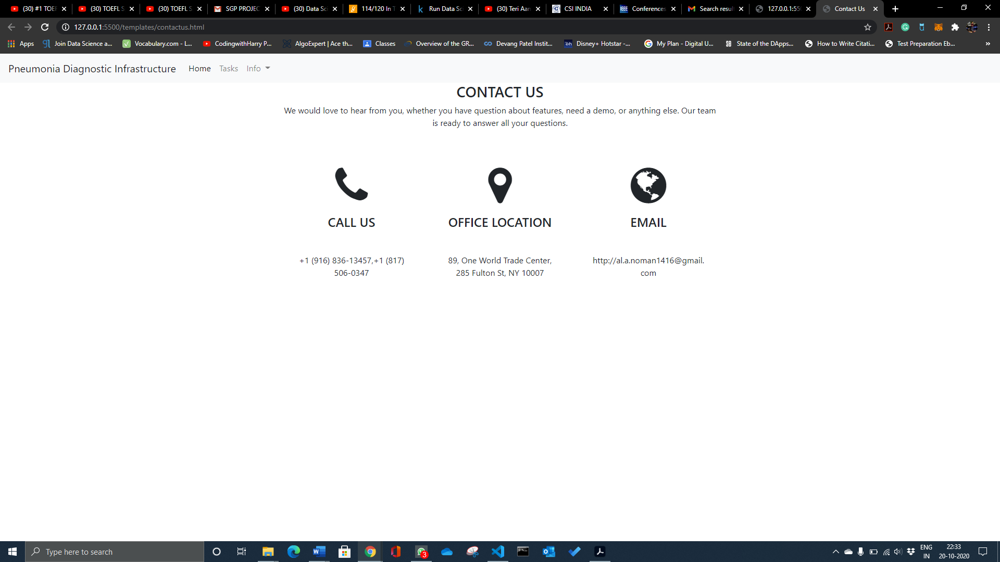 (30) #1 TOEF
(30) TOEFL S
(30) TOEFL S
SGP PROJEC
(30) Data Sci
114/120 In T
Run Data Sc
(30) Teri Aan
CSI INDIA
IEEE Conferences
Search resul
127.0.0.1:550
Contact Us
127.0.0.1:5500/templates/contactus.html
Apps
Join Data Science a...
Vocabulary.com - L...
CodingwithHarry P...
AlgoExpert | Ace th...
Classes
Overview of the GR...
Devang Patel Instit...
Disney+ Hotstar -...
My Plan - Digital U...
State of the DApps...
How to Write Citati...
Test Preparation Eb...
»
Pneumonia Diagnostic Infrastructure Home Tasks Info
CONTACT US
We would love to hear from you, whether you have question about features, need a demo, or anything else. Our team
is ready to answer all your questions.
CALL US
+1 (916) 836-13457,+1 (817)
506-0347
OFFICE LOCATION
89, One World Trade Center,
285 Fulton St, NY 10007
EMAIL
http://al.a.noman1416@gmail.
com
Type here to search
3
ENG
IN
22:33
20-10-2020